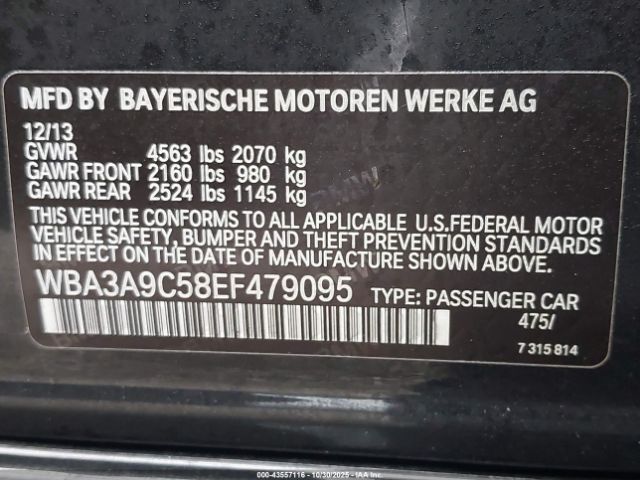 MFD BY BAYERISCHE MOTOREN WERKE AG
12/13
GVWR 4563 lbs 2070 kg
GAWR FRONT 2160 lbs 980 kg
GAWR REAR 2524 lbs 1145 kg
THIS VEHICLE CONFORMS TO ALL APPLICABLE U.S.FEDERAL MOTOR
VEHICLE SAFETY, BUMPER AND THEFT PREVENTION STANDARDS
IN EFFECT ON THE DATE OF MANUFACTURE SHOWN ABOVE.
WBA3A9C58EF479095 TYPE: PASSENGER CAR
475/
7 315 814
000-43557116 - 10/30/2025 - IAAI.com